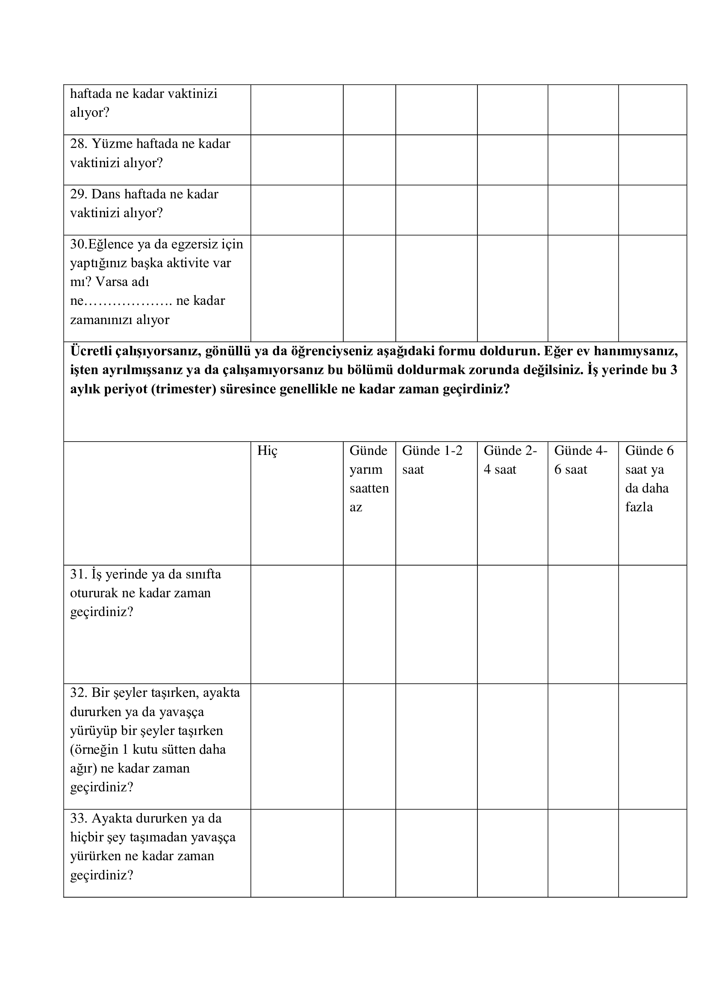 haftada ne kadar vaktinizi
alıyor?
28. Yüzme haftada ne kadar
vaktinizi alıyor?
29. Dans haftada ne kadar
vaktinizi alıyor?
30.Eğlence ya da egzersiz için
yaptığınız başka aktivite var
mı? Varsa adı
ne………………. ne kadar
zamanınızı alıyor
Ücretli çalışıyorsanız, gönüllü ya da öğrenciyseniz aşağıdaki formu doldurun. Eğer ev hanımıysanız,
işten ayrılmışsanız ya da çalışamıyorsanız bu bölümü doldurmak zorunda değilsiniz. İş yerinde bu 3
aylık periyot (trimester) süresince genellikle ne kadar zaman geçirdiniz?
Hiç
Günde
yarım
saatten
az
Günde 1-2
saat
Günde 2-
4 saat
Günde 4-
6 saat
Günde 6
saat ya
da daha
fazla
31. İş yerinde ya da sınıfta
otururak ne kadar zaman
geçirdiniz?
32. Bir şeyler taşırken, ayakta
dururken ya da yavaşça
yürüyüp bir şeyler taşırken
(örneğin 1 kutu sütten daha
ağır) ne kadar zaman
geçirdiniz?
33. Ayakta dururken ya da
hiçbir şey taşımadan yavaşça
yürürken ne kadar zaman
geçirdiniz?